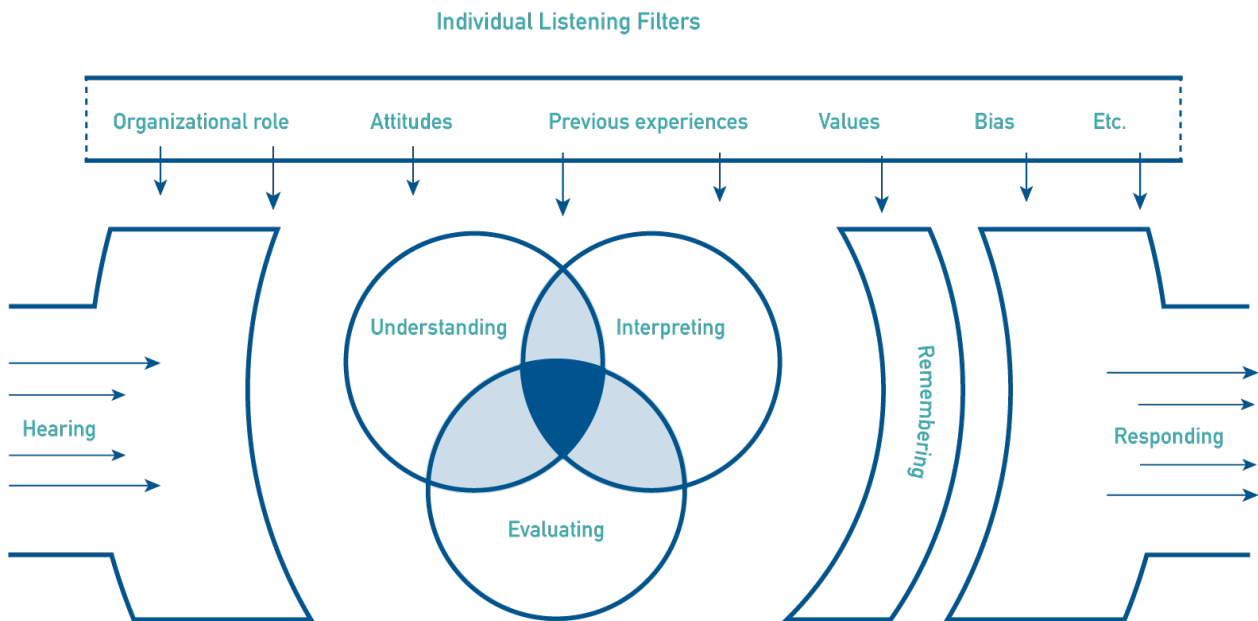 Individual Listening Filters
Organizational role Attitudes Previous experiences Values Bias Etc.
Understanding Interpreting
Hearing
Remembering
Responding
Evaluating